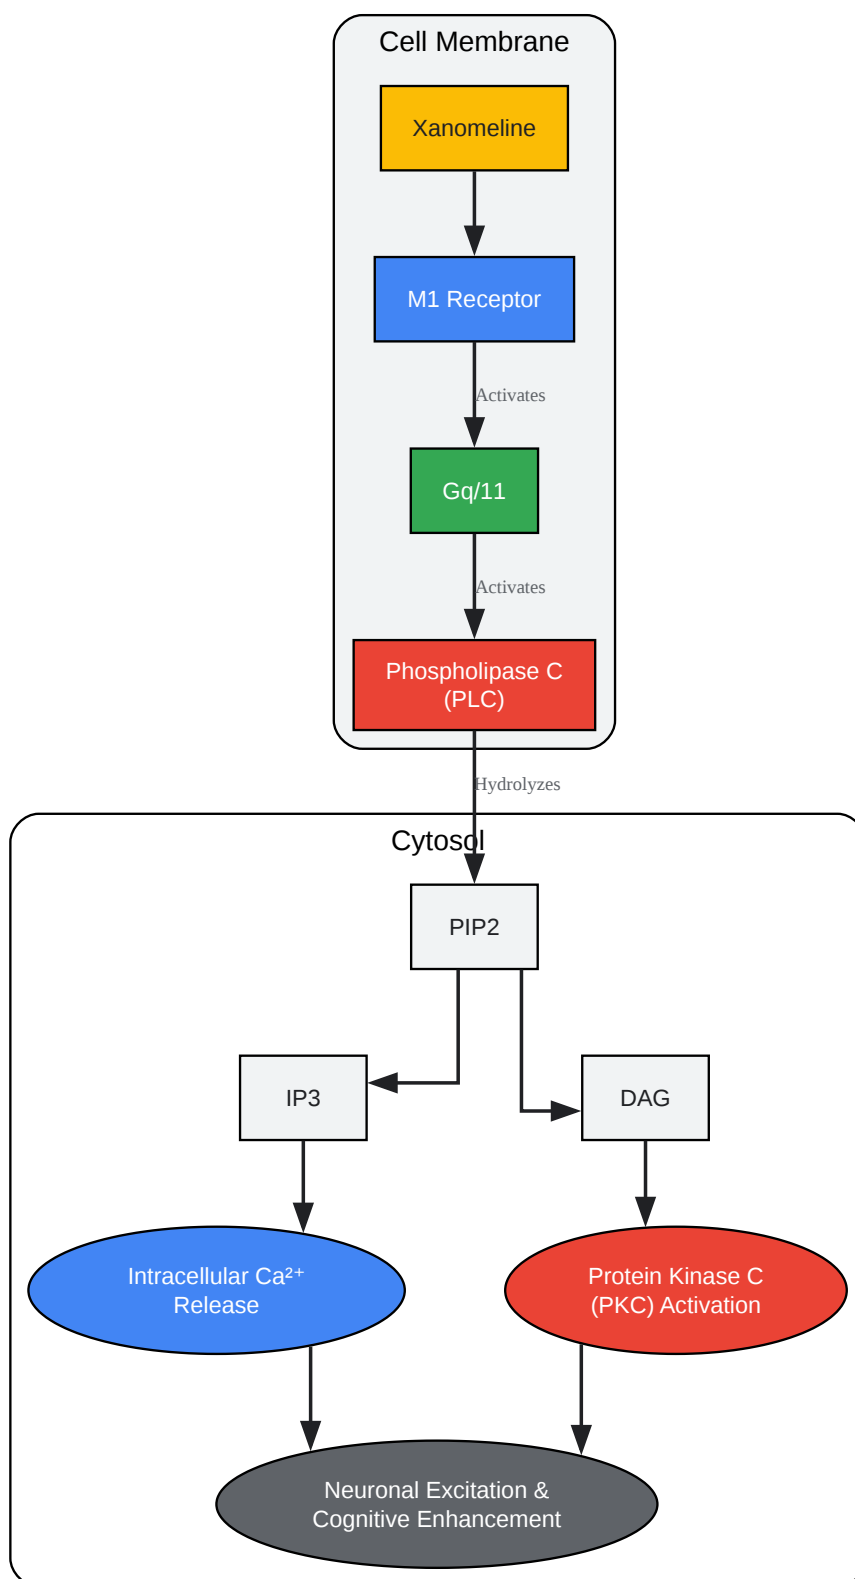 Cell Membrane
Xanomeline
M1 Receptor
Activates
Gq/11
Activates
Phospholipase C
(PLC)
Hydrolyzes
Cytosol
PIP2
IP3
DAG
Intracellular Ca²⁺
Release
Protein Kinase C
(PKC) Activation
Neuronal Excitation &
Cognitive Enhancement